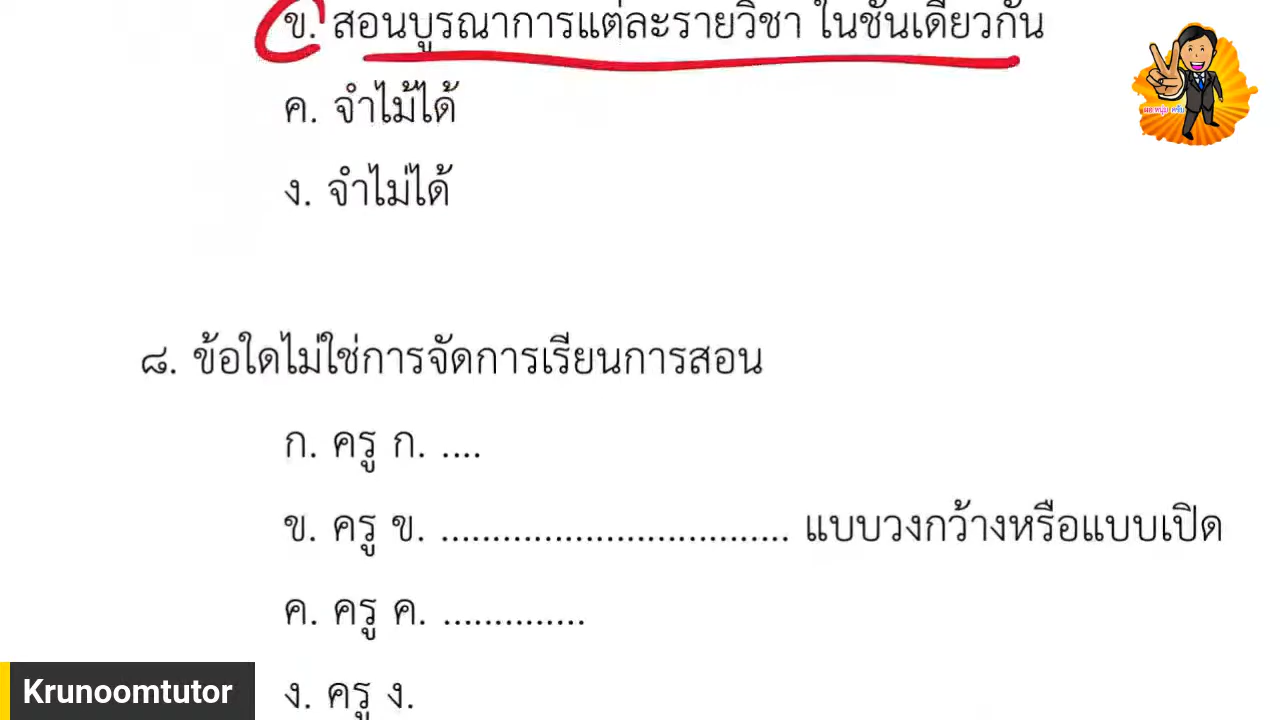 ข. สอนบูรณาการแต่ละรายวิชา ในชั้นเดียวกัน
ค. จำไม้ได้
ง. จำไม่ได้
๘. ข้อใดไม่ใช่การจัดการเรียนการสอน
ก. ครู ก. ....
ข. ครู ข. .................................. แบบวงกว้างหรือแบบเปิด
ค. ครู ค. ..............
ง. ครู ง.
Krunoomtutor